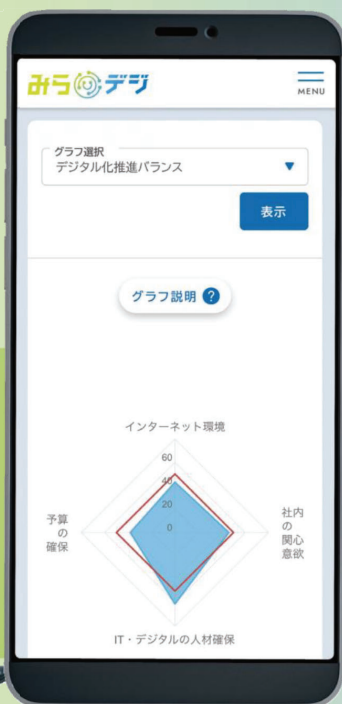 みらデジ
MENU
グラフ選択
デジタル化推進バランス
表示
グラフ説明 ?
インターネット環境
60
40
20
0
予算
の
確保
社内
の
関心
意欲
IT・デジタルの人材確保